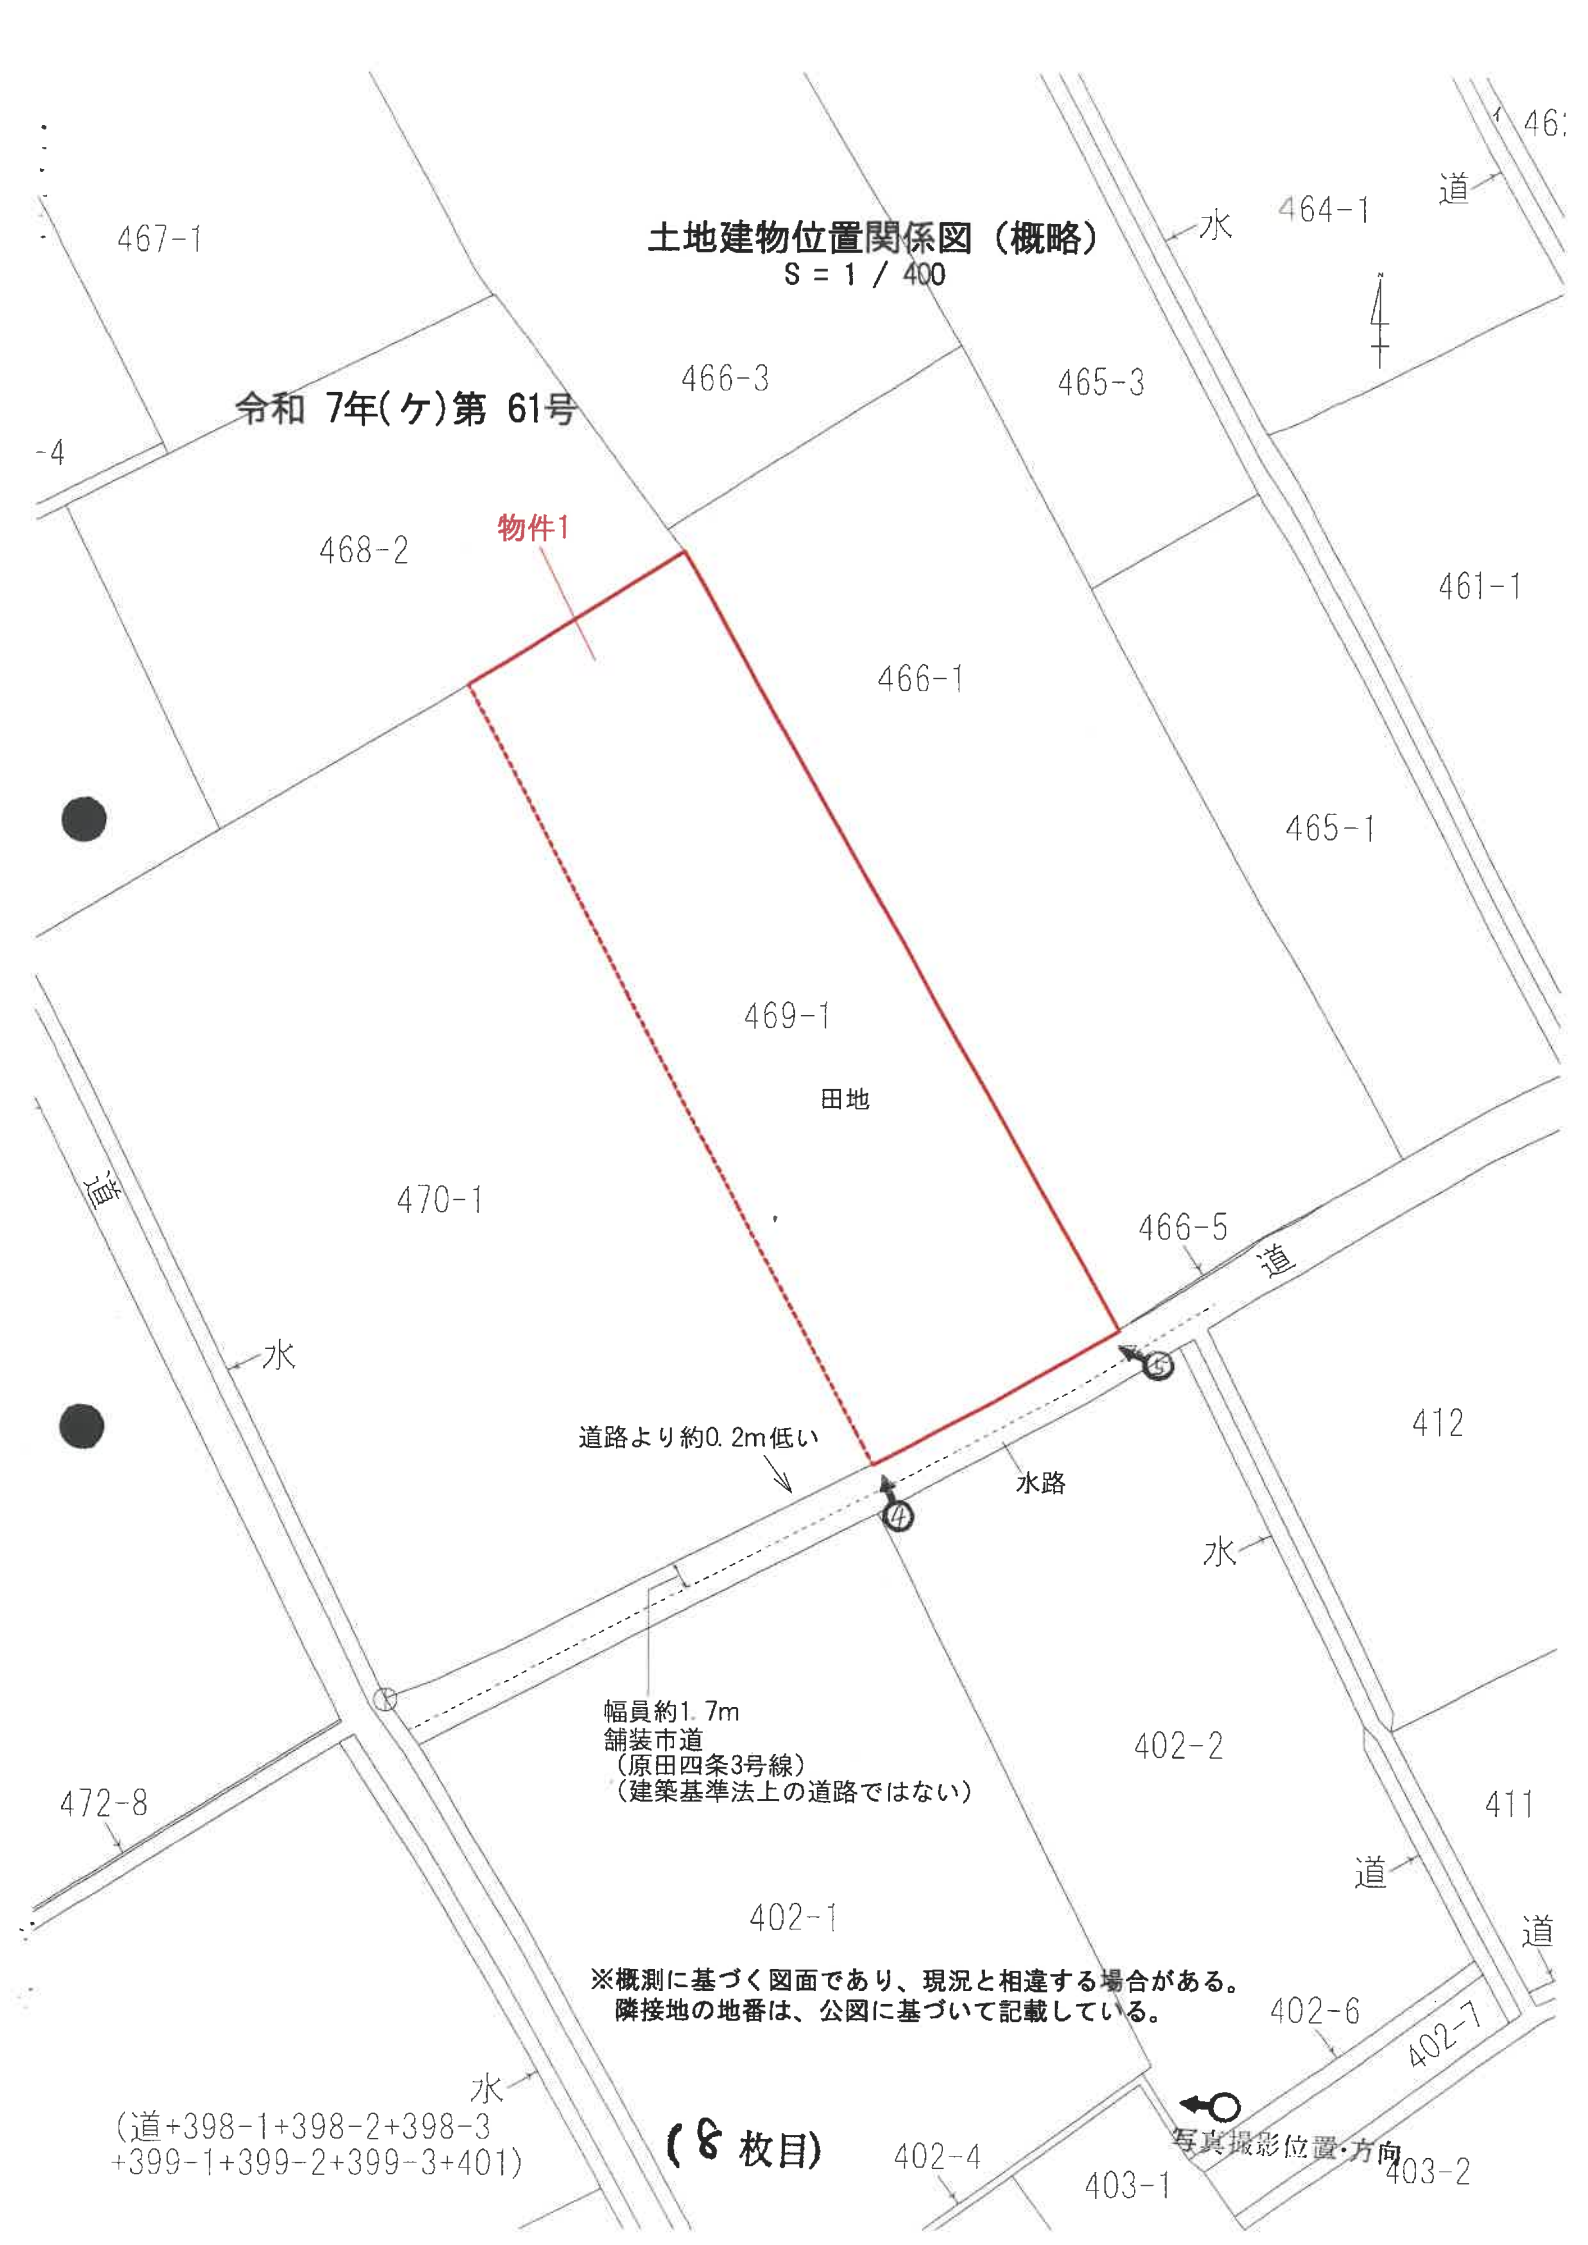 イ 46
道
464-1
水
467-1
土地建物位置関係図（概略）
S = 1 / 400
N
466-3
465-3
令和 7年(ケ)第 61号
-4
物件1
468-2
461-1
466-1
465-1
469-1
田地
道
470-1
466-5
道
水
⑤
412
道路より約0.2m低い
水路
④
水
幅員約1.7m
舗装市道
（原田四条3号線）
（建築基準法上の道路ではない）
402-2
472-8
411
道
402-1
道
※概測に基づく図面であり、現況と相違する場合がある。
隣接地の地番は、公図に基づいて記載している。
402-6
402-7
水
(道+398-1+398-2+398-3
+399-1+399-2+399-3+401)
(8 枚目)
写真撮影位置・方向
402-4
403-1
403-2